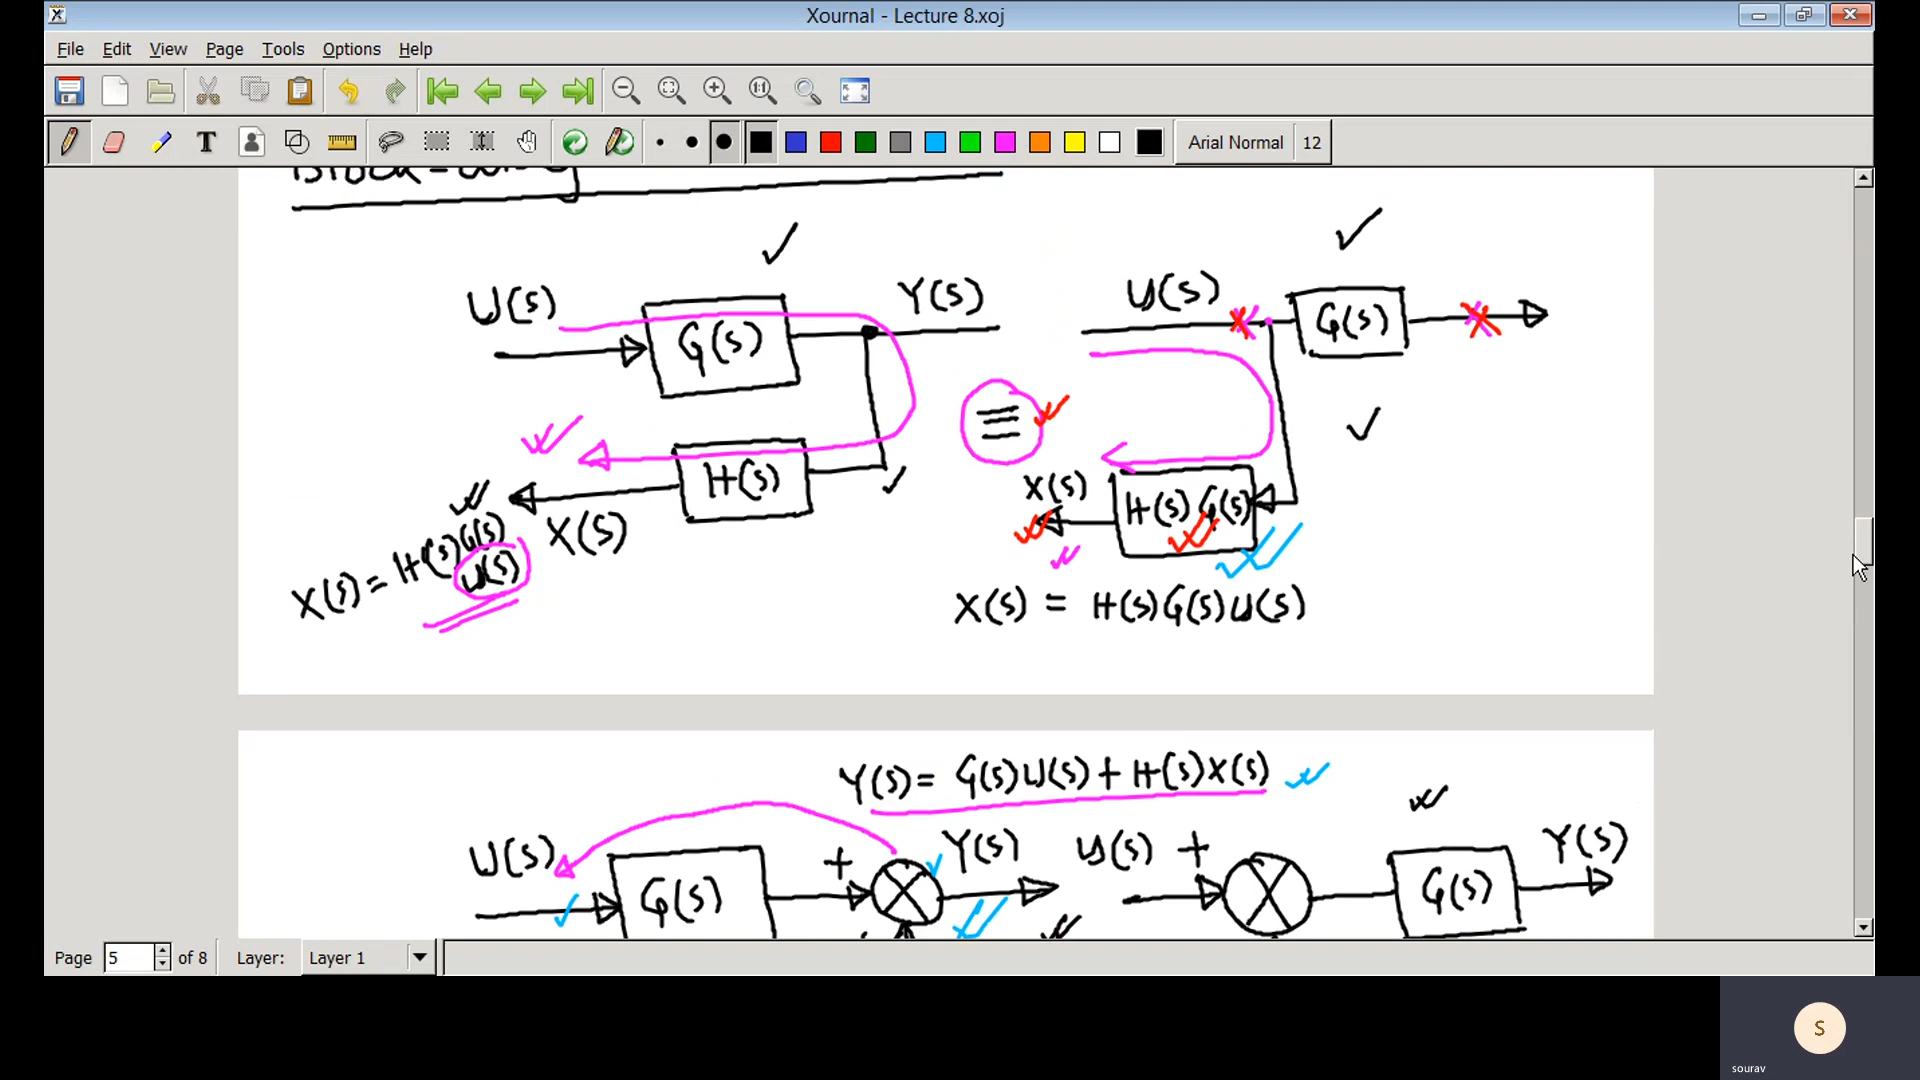 Xournal - Lecture 8.xoj
File Edit View Page Tools Options Help
Arial Normal 12
U(s) G(s) Y(s)
H(s)
X(s)
X(s) = H(s)G(s)
U(s)
≡
U(s) G(s)
X(s) H(s) G(s)
X(s) = H(s)G(s)U(s)
Y(s) = G(s)U(s) + H(s)X(s)
U(s) G(s) + Y(s)
U(s) + G(s) Y(s)
Page 5 of 8 Layer: Layer 1
S
sourav